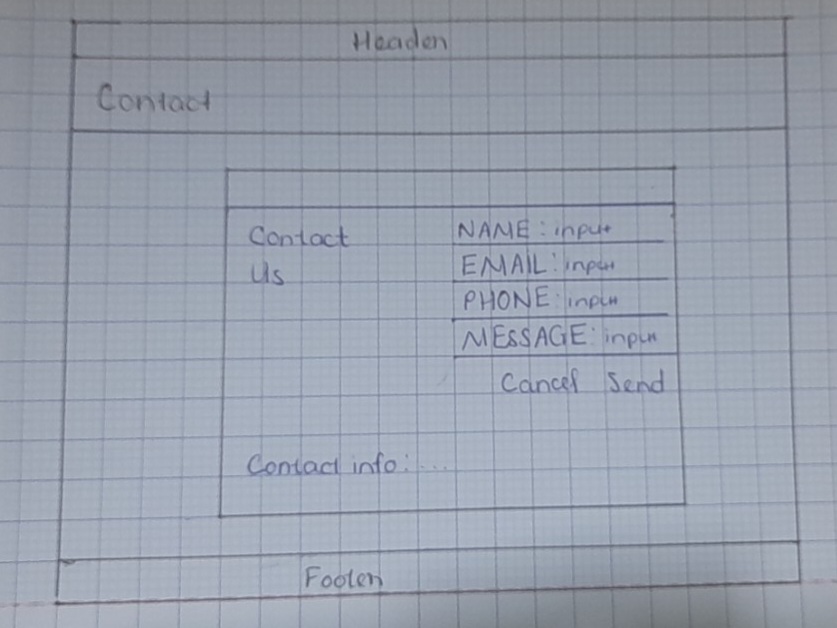 Header
Contact
Contact
Us
NAME: input
EMAIL: input
PHONE: input
MESSAGE: input
Cancel Send
Contact info: ....
Footer